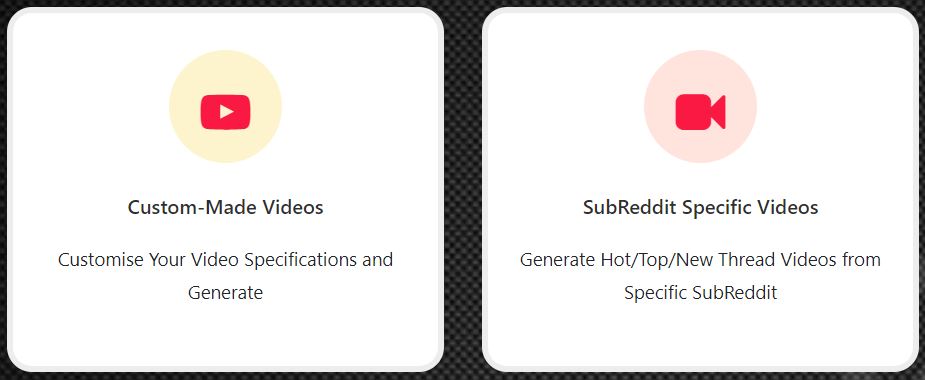 Custom-Made Videos
Customise Your Video Specifications and
Generate
SubReddit Specific Videos
Generate Hot/Top/New Thread Videos from
Specific SubReddit